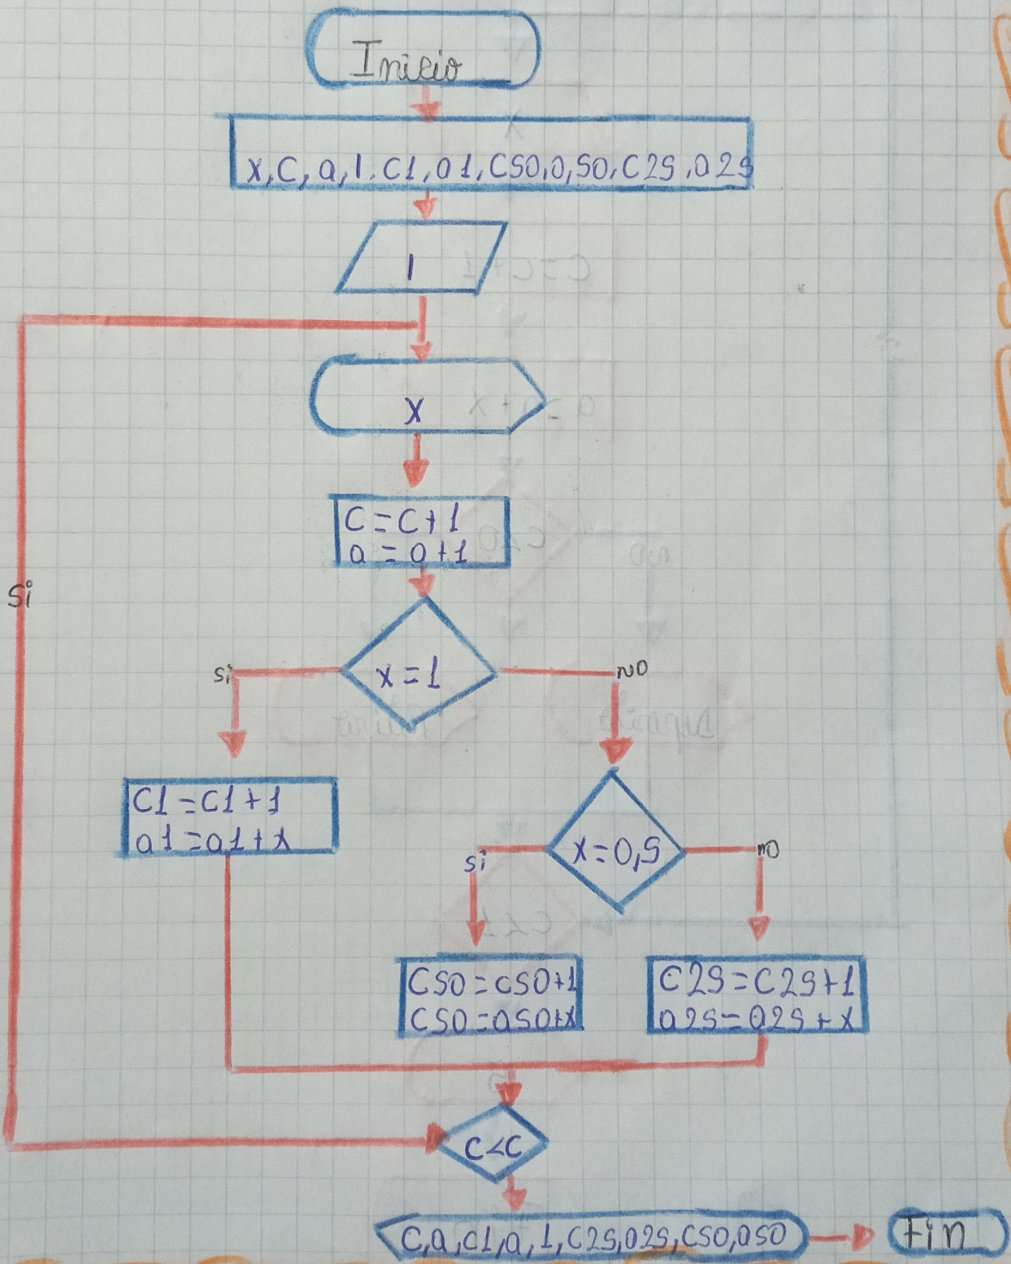 Inicio
x, C, a, 1, C1, a1, C50, a, 50, C25, a25
1
x
C = C + 1
a = a + 1
Si
x = 1
si
no
C1 = C1 + 1
a1 = a1 + x
x = 0,5
si
no
C50 = C50 + 1
C50 = a50 + x
C25 = C25 + 1
a25 = a25 + x
C < C
C, a, C1, a, 1, C25, a25, C50, a50
Fin